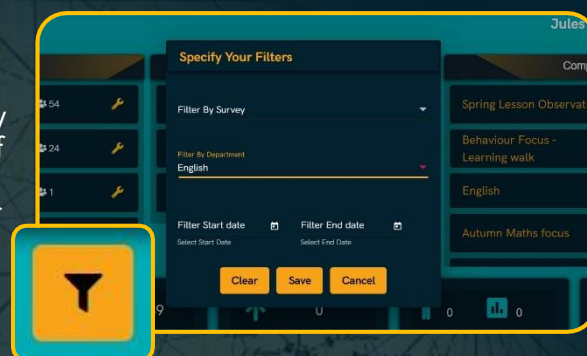 Jules
Specify Your Filters
Comp
54
Filter By Survey
Spring Lesson Observat
24
Behaviour Focus -
Learning walk
Filter By Department
English
1
English
Filter Start date
Filter End date
Select Start Date
Select End Date
Autumn Maths focus
Clear
Save
Cancel
9
0
0
0